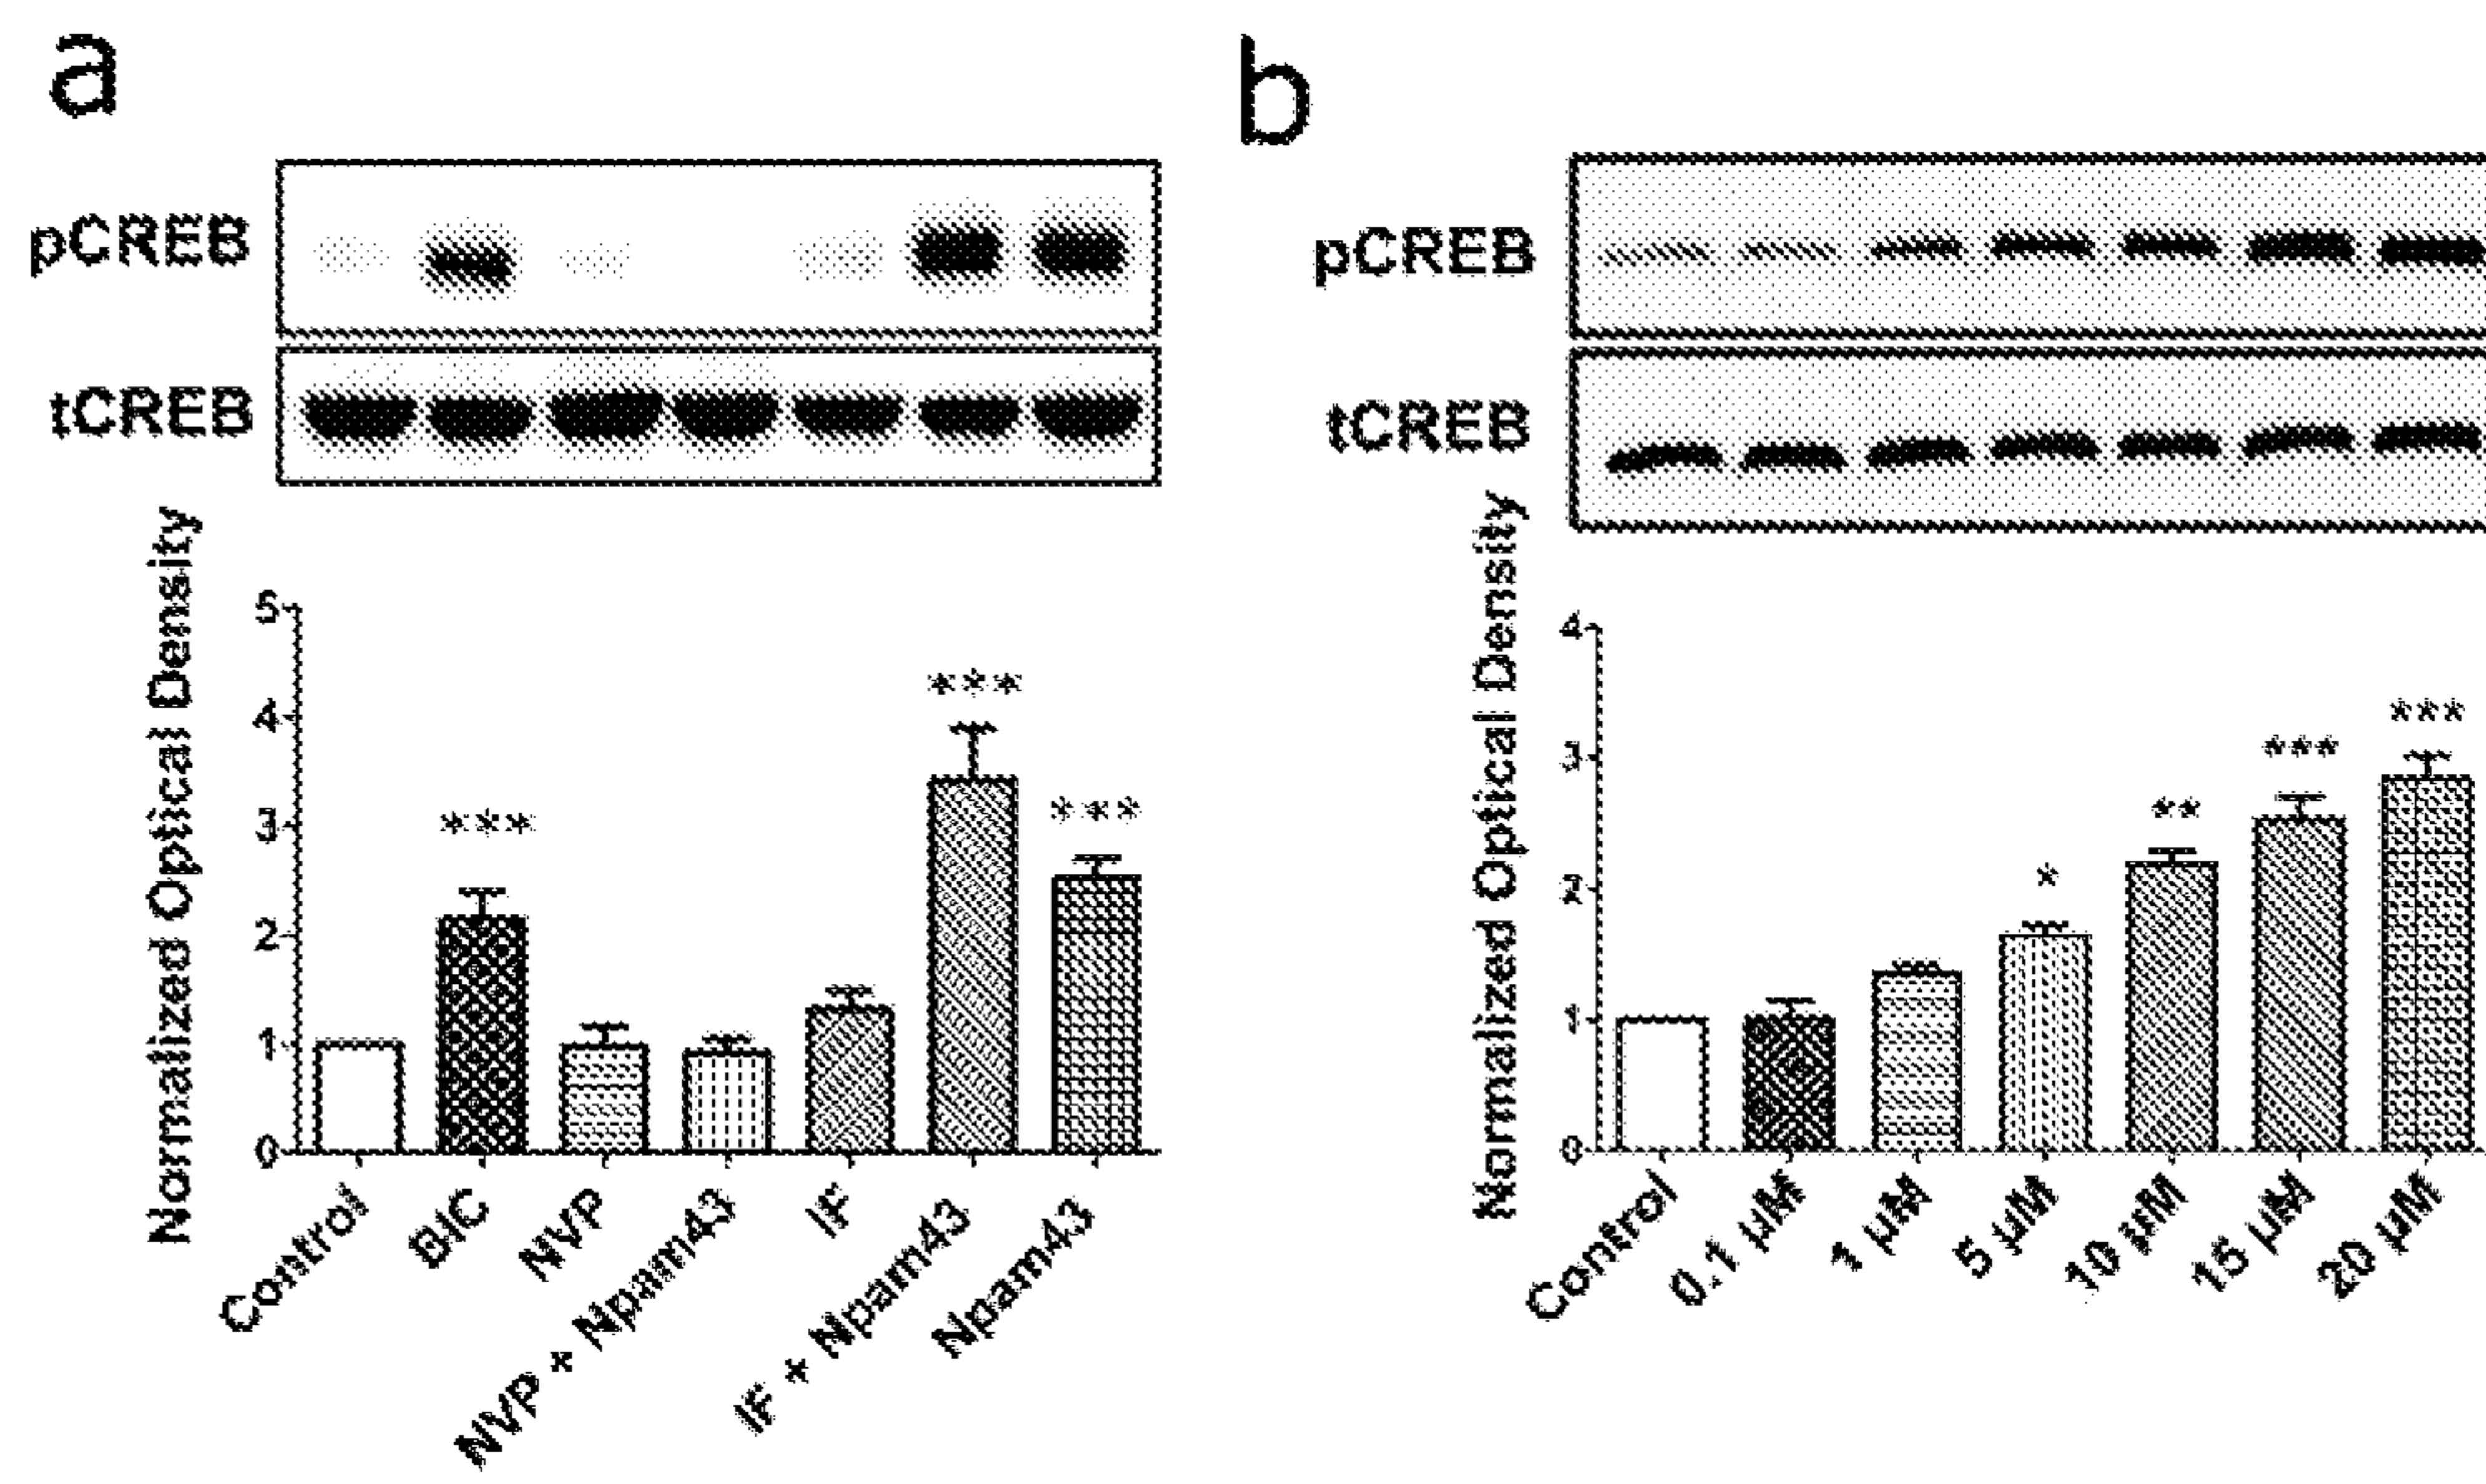 a
pCREB
tCREB
Normalized Optical Density
5
4
3
2
1
0
***
***
***
Control
BIC
NVP
NVP + Npam43
IF
IF + Npam43
Npam43
b
pCREB
tCREB
Normalized Optical Density
4
3
2
1
0
*
**
***
***
Control
0.1 µM
1 µM
5 µM
10 µM
15 µM
20 µM